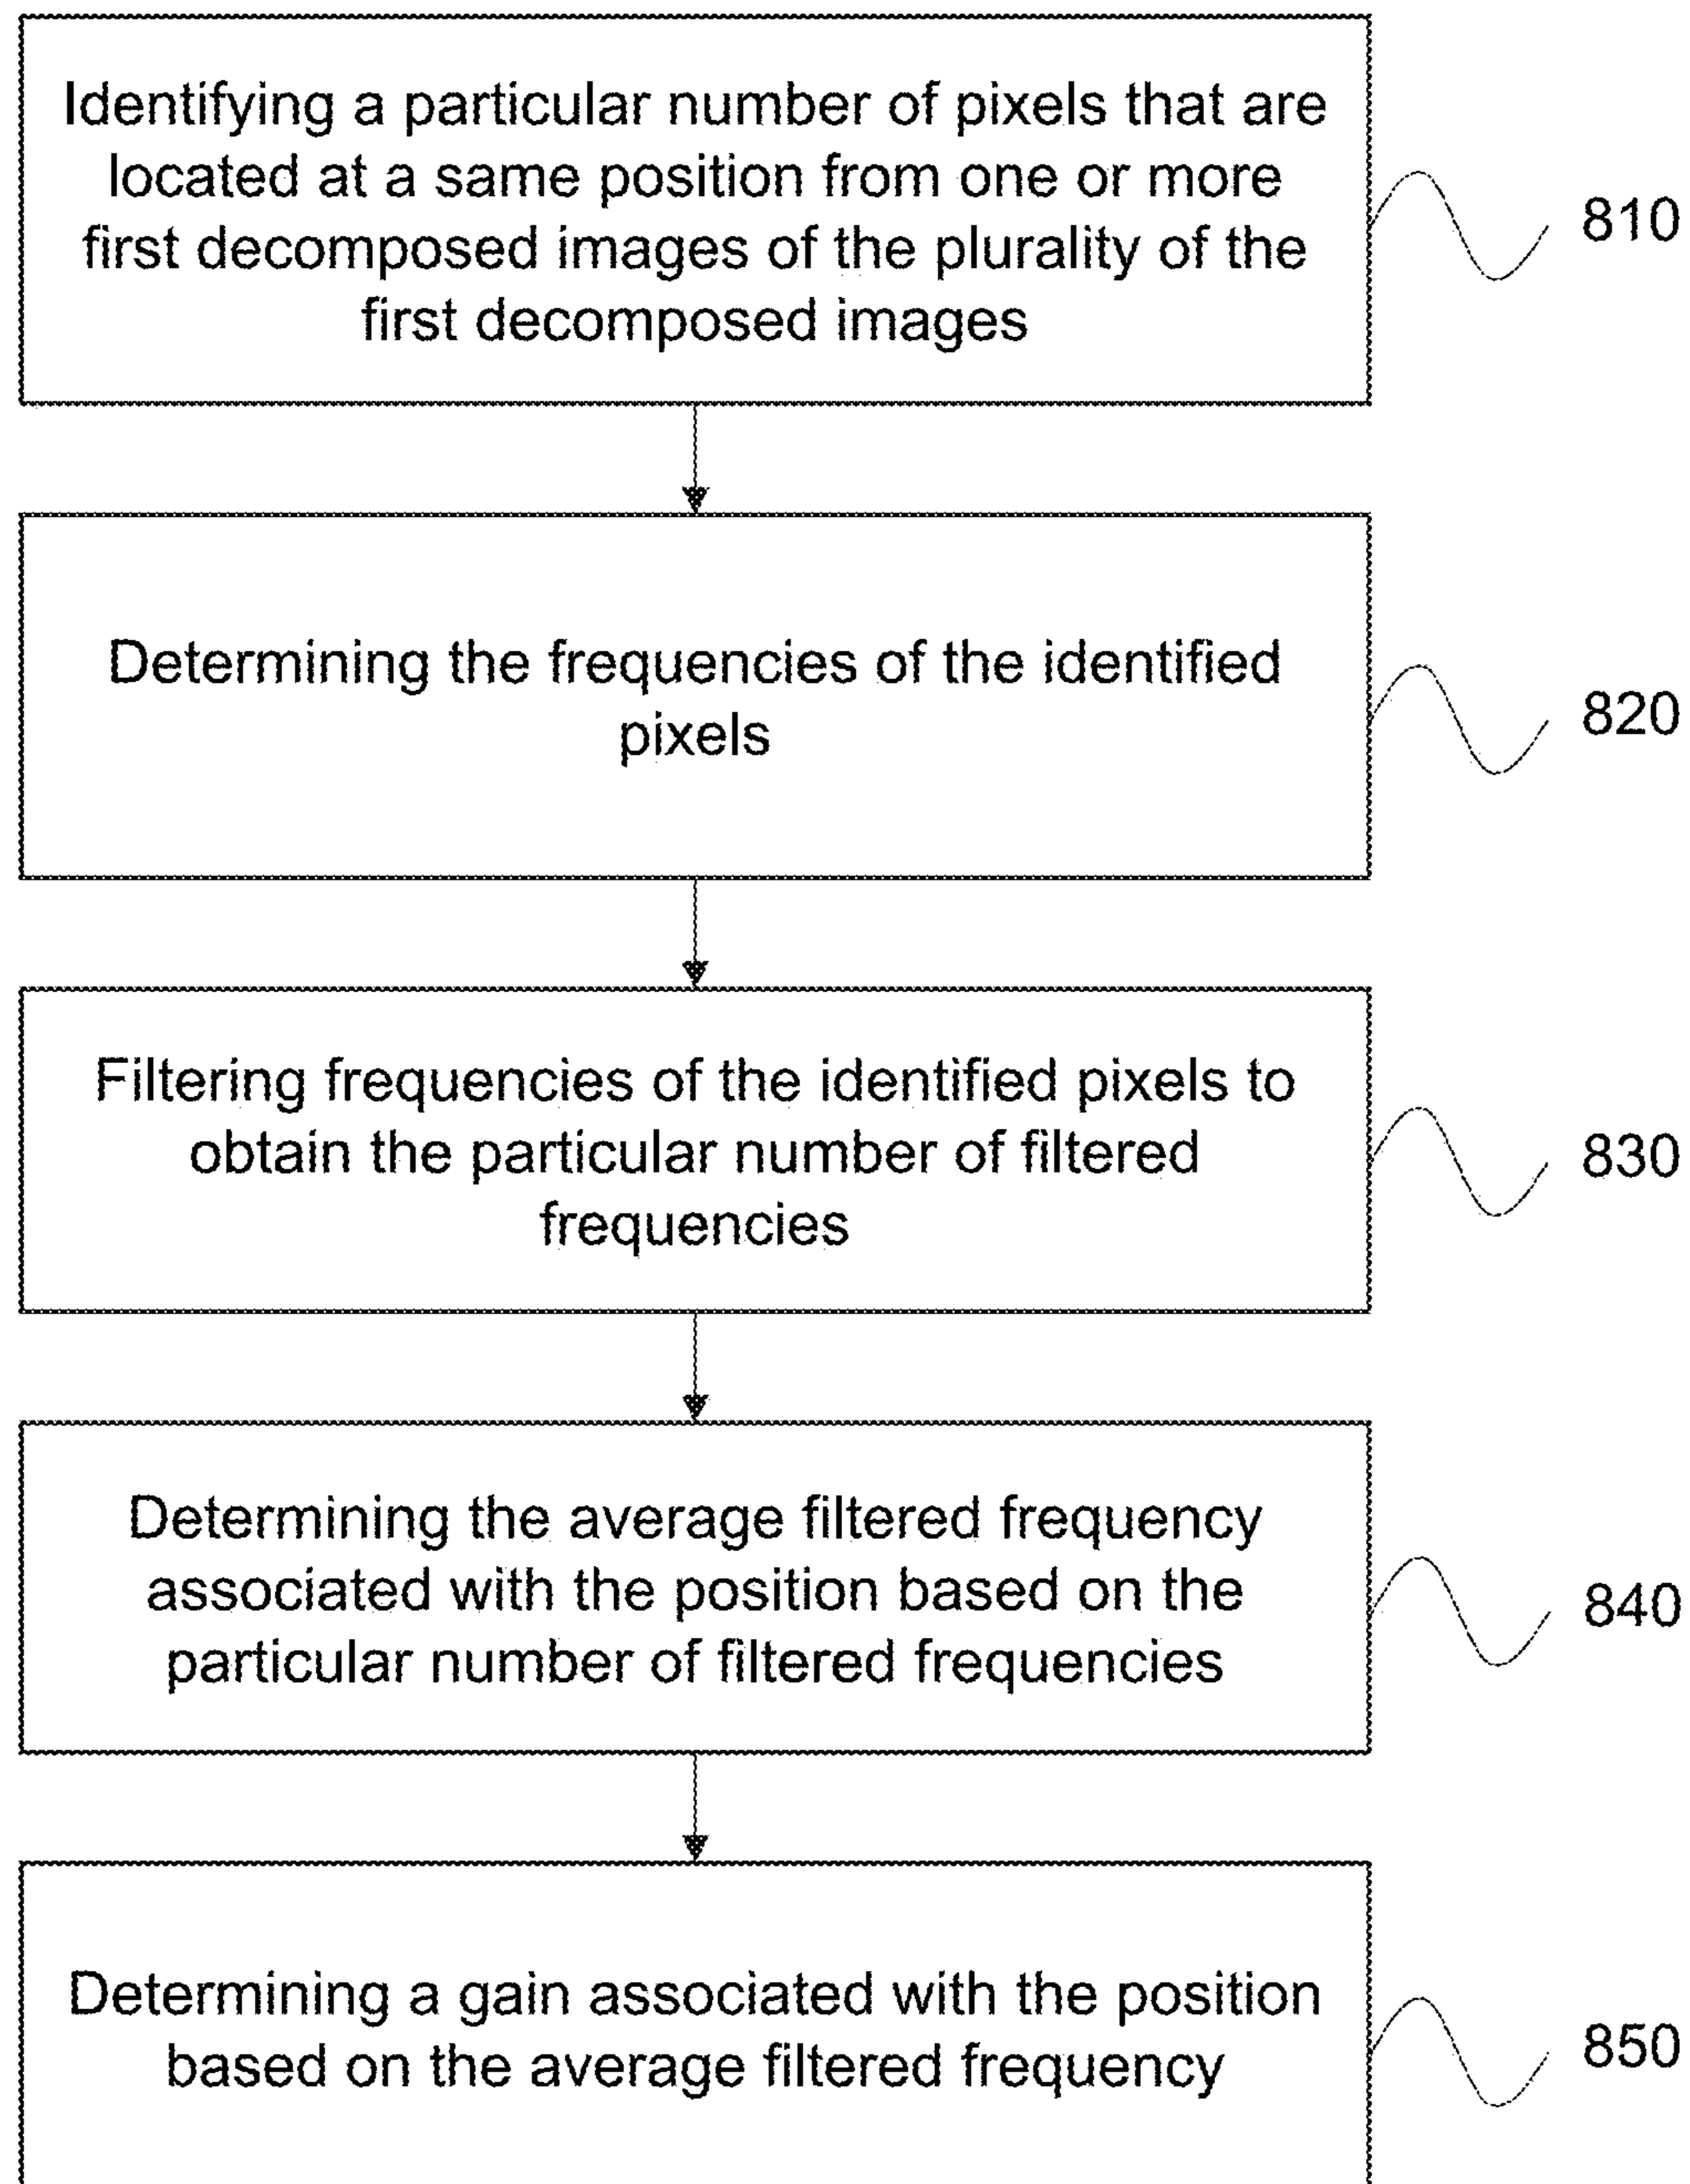 Identifying a particular number of pixels that are
located at a same position from one or more
first decomposed images of the plurality of the
first decomposed images
810
Determining the frequencies of the identified
pixels
820
Filtering frequencies of the identified pixels to
obtain the particular number of filtered
frequencies
830
Determining the average filtered frequency
associated with the position based on the
particular number of filtered frequencies
840
Determining a gain associated with the position
based on the average filtered frequency
850